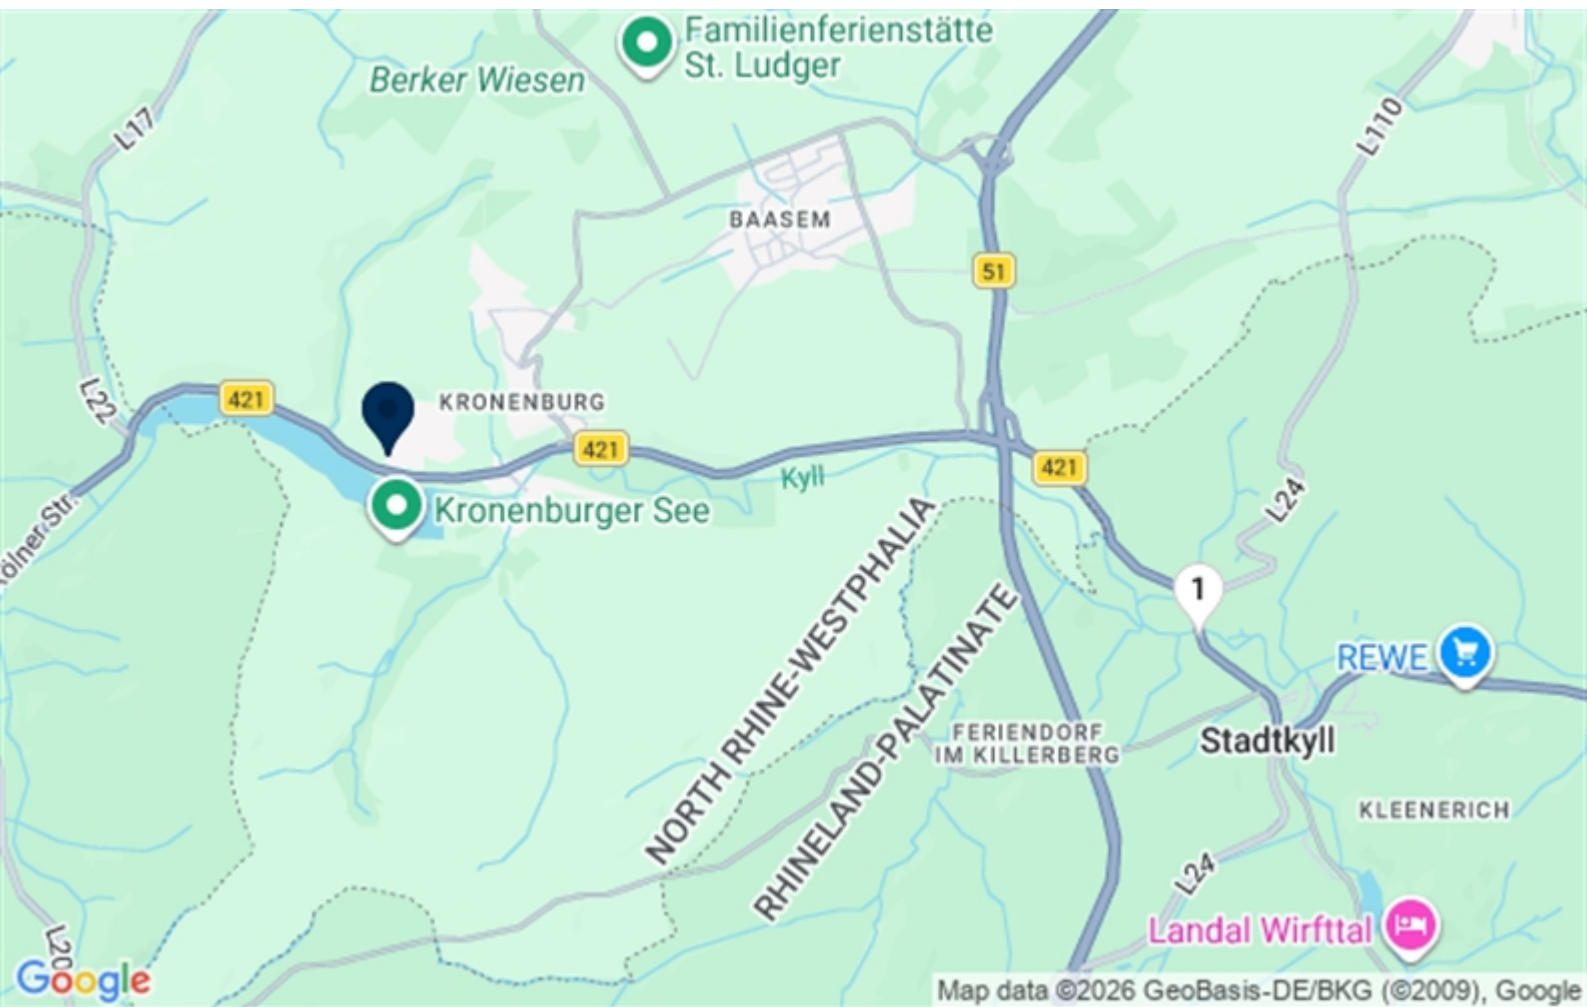 Familienferienstätte
St. Ludger
Berker Wiesen
L17
L110
BAASEM
51
L22
421
KRONENBURG
421
421
Kyll
Kronenburger See
L24
Kölner Str.
NORTH RHINE-WESTPHALIA
RHINELAND-PALATINATE
1
REWE
FERIENDORF
IM KILLERBERG
Stadtkyll
KLEENERICH
L24
Landal Wirfttal
L20
Google
Map data ©2026 GeoBasis-DE/BKG (©2009), Google